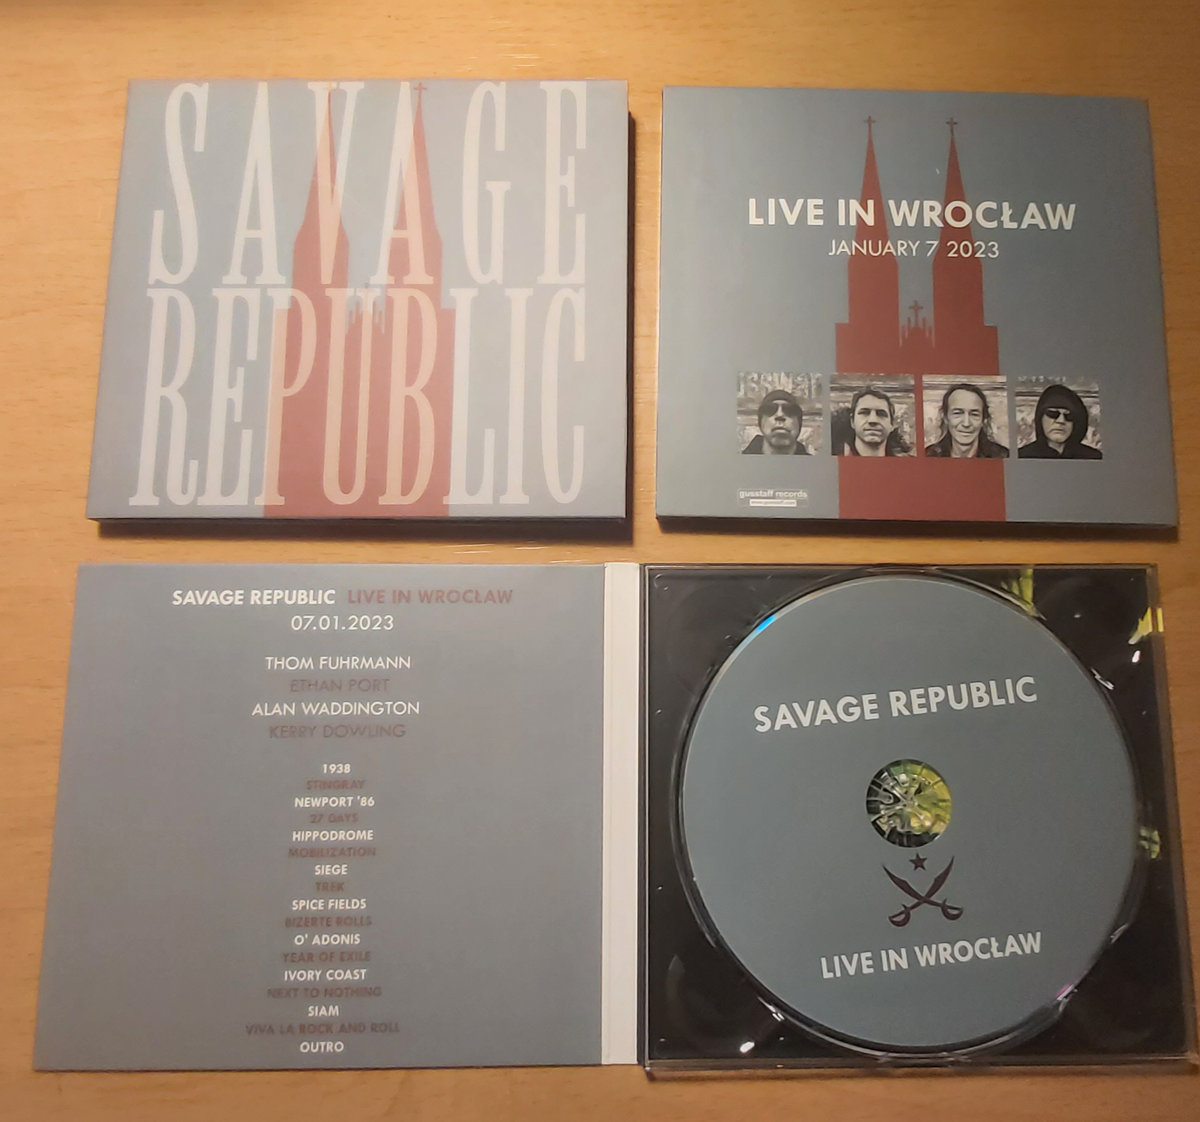 SAVAGE
REPUBLIC
LIVE IN WROCŁAW
JANUARY 7 2023
gusstaff records
www.gusstaff.com
SAVAGE REPUBLIC LIVE IN WROCŁAW
07.01.2023
THOM FUHRMANN
ETHAN PORT
ALAN WADDINGTON
KERRY DOWLING
1938
STINGRAY
NEWPORT '86
27 DAYS
HIPPODROME
MOBILIZATION
SIEGE
TREK
SPICE FIELDS
BIZERTE ROLLS
O' ADONIS
YEAR OF EXILE
IVORY COAST
NEXT TO NOTHING
SIAM
VIVA LA ROCK AND ROLL
OUTRO
SAVAGE REPUBLIC
LIVE IN WROCŁAW